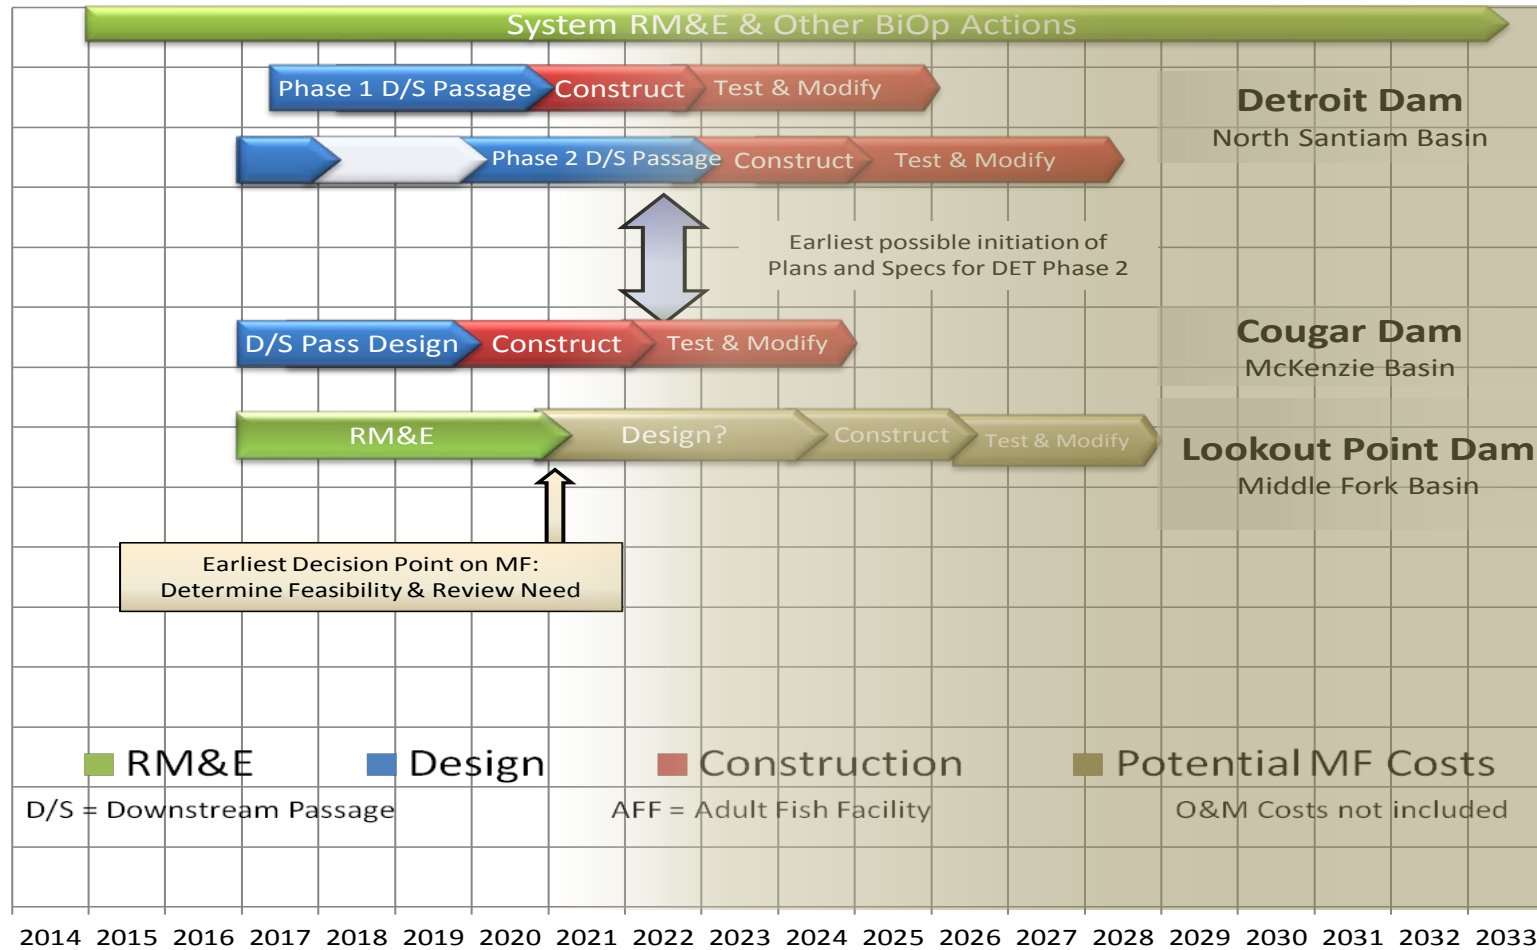 System RM&E & Other BiOp Actions
Phase 1 D/S Passage
Construct
Test & Modify
Detroit Dam
North Santiam Basin
Phase 2 D/S Passage
Construct
Test & Modify
Earliest possible initiation of
Plans and Specs for DET Phase 2
D/S Pass Design
Construct
Test & Modify
Cougar Dam
McKenzie Basin
RM&E
Design?
Construct
Test & Modify
Lookout Point Dam
Middle Fork Basin
Earliest Decision Point on MF:
Determine Feasibility & Review Need
RM&E
Design
Construction
Potential MF Costs
D/S = Downstream Passage
AFF = Adult Fish Facility
O&M Costs not included
2014 2015 2016 2017 2018 2019 2020 2021 2022 2023 2024 2025 2026 2027 2028 2029 2030 2031 2032 2033